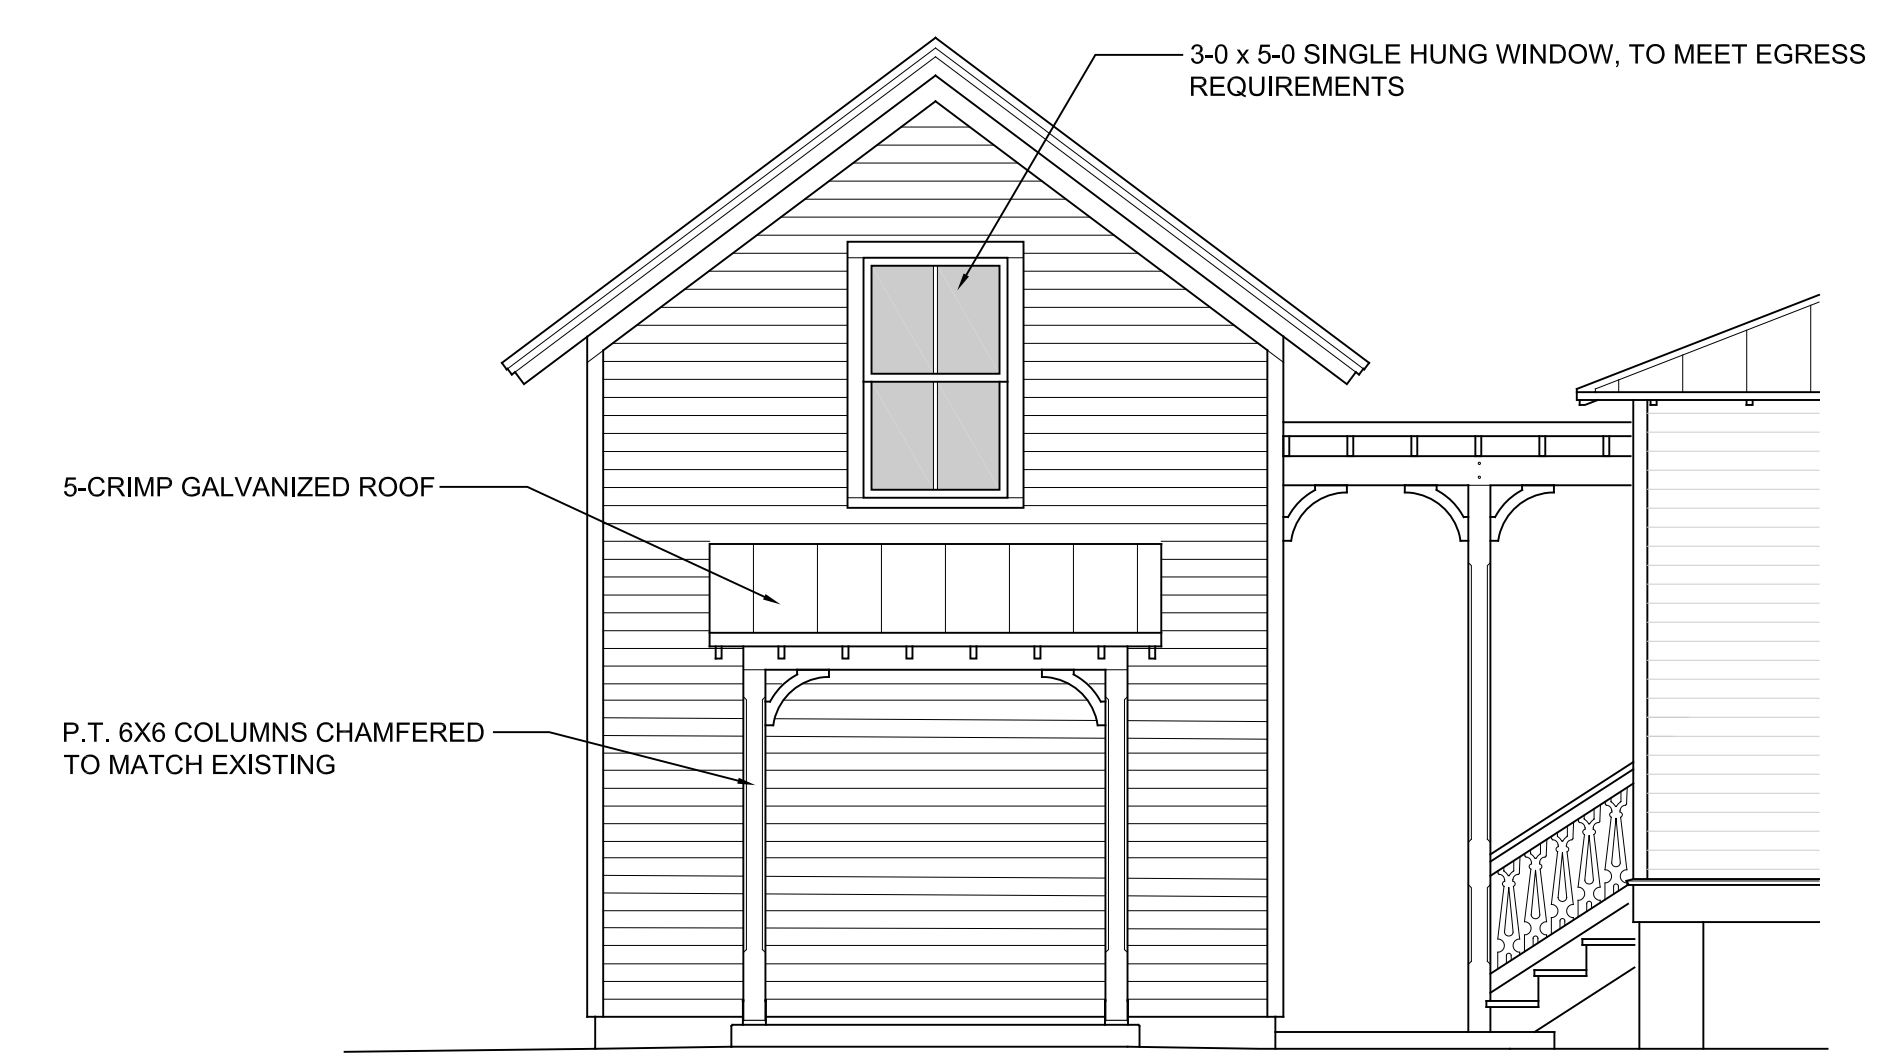 3-0 x 5-0 SINGLE HUNG WINDOW, TO MEET EGRESS
REQUIREMENTS
5-CRIMP GALVANIZED ROOF
P.T. 6X6 COLUMNS CHAMFERED
TO MATCH EXISTING